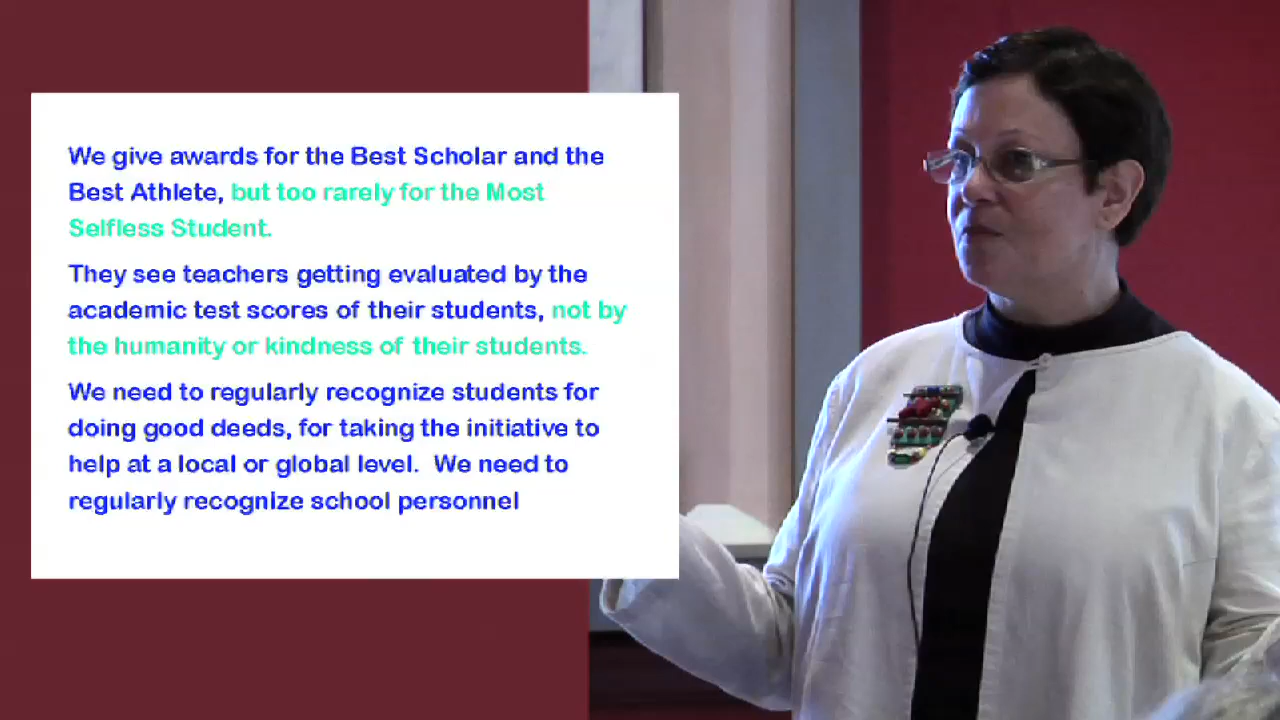 We give awards for the Best Scholar and the
Best Athlete, but too rarely for the Most
Selfless Student.
They see teachers getting evaluated by the
academic test scores of their students, not by
the humanity or kindness of their students.
We need to regularly recognize students for
doing good deeds, for taking the initiative to
help at a local or global level.  We need to
regularly recognize school personnel